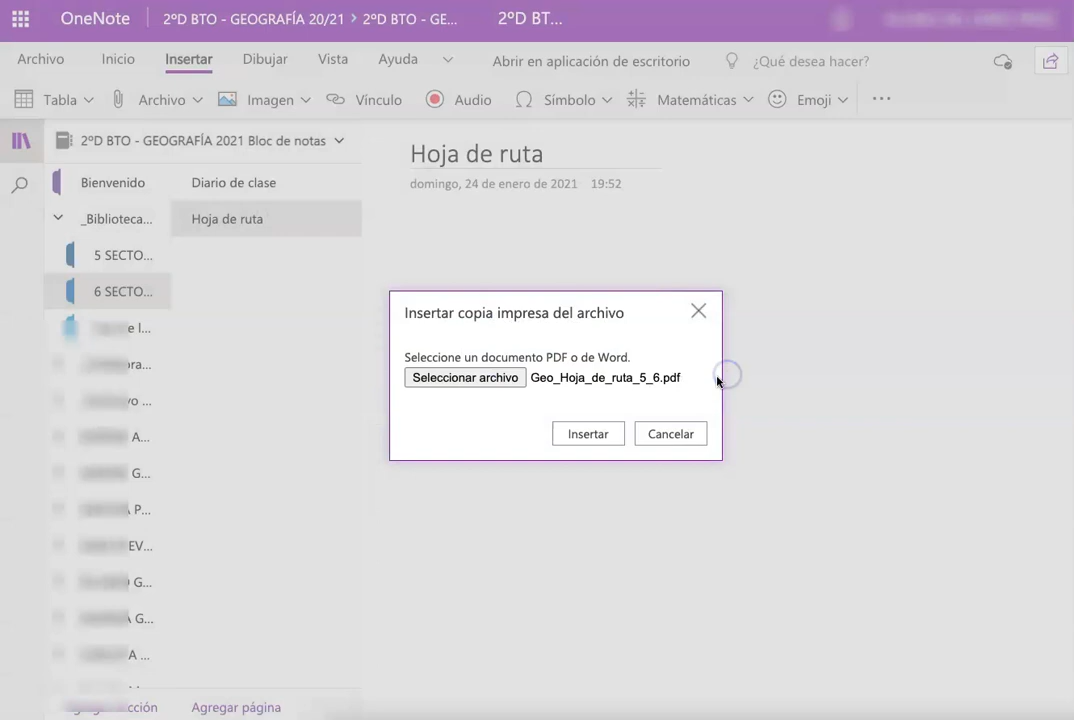 OneNote
2ºD BTO - GEOGRAFÍA 20/21 > 2ºD BTO - GE...
2ºD BT...
Archivo Inicio Insertar Dibujar Vista Ayuda Abrir en aplicación de escritorio ¿Qué desea hacer?
Tabla Archivo Imagen Vínculo Audio Símbolo Matemáticas Emoji ...
2ºD BTO - GEOGRAFÍA 2021 Bloc de notas
Bienvenido
_Biblioteca...
5 SECTO...
6 SECTO...
e l...
ora...
vo ...
A...
G...
P...
EV...
G...
A G...
A ...
cción
Diario de clase
Hoja de ruta
Agregar página
Hoja de ruta
domingo, 24 de enero de 2021 19:52
Insertar copia impresa del archivo
Seleccione un documento PDF o de Word.
Seleccionar archivo Geo_Hoja_de_ruta_5_6.pdf
Insertar Cancelar